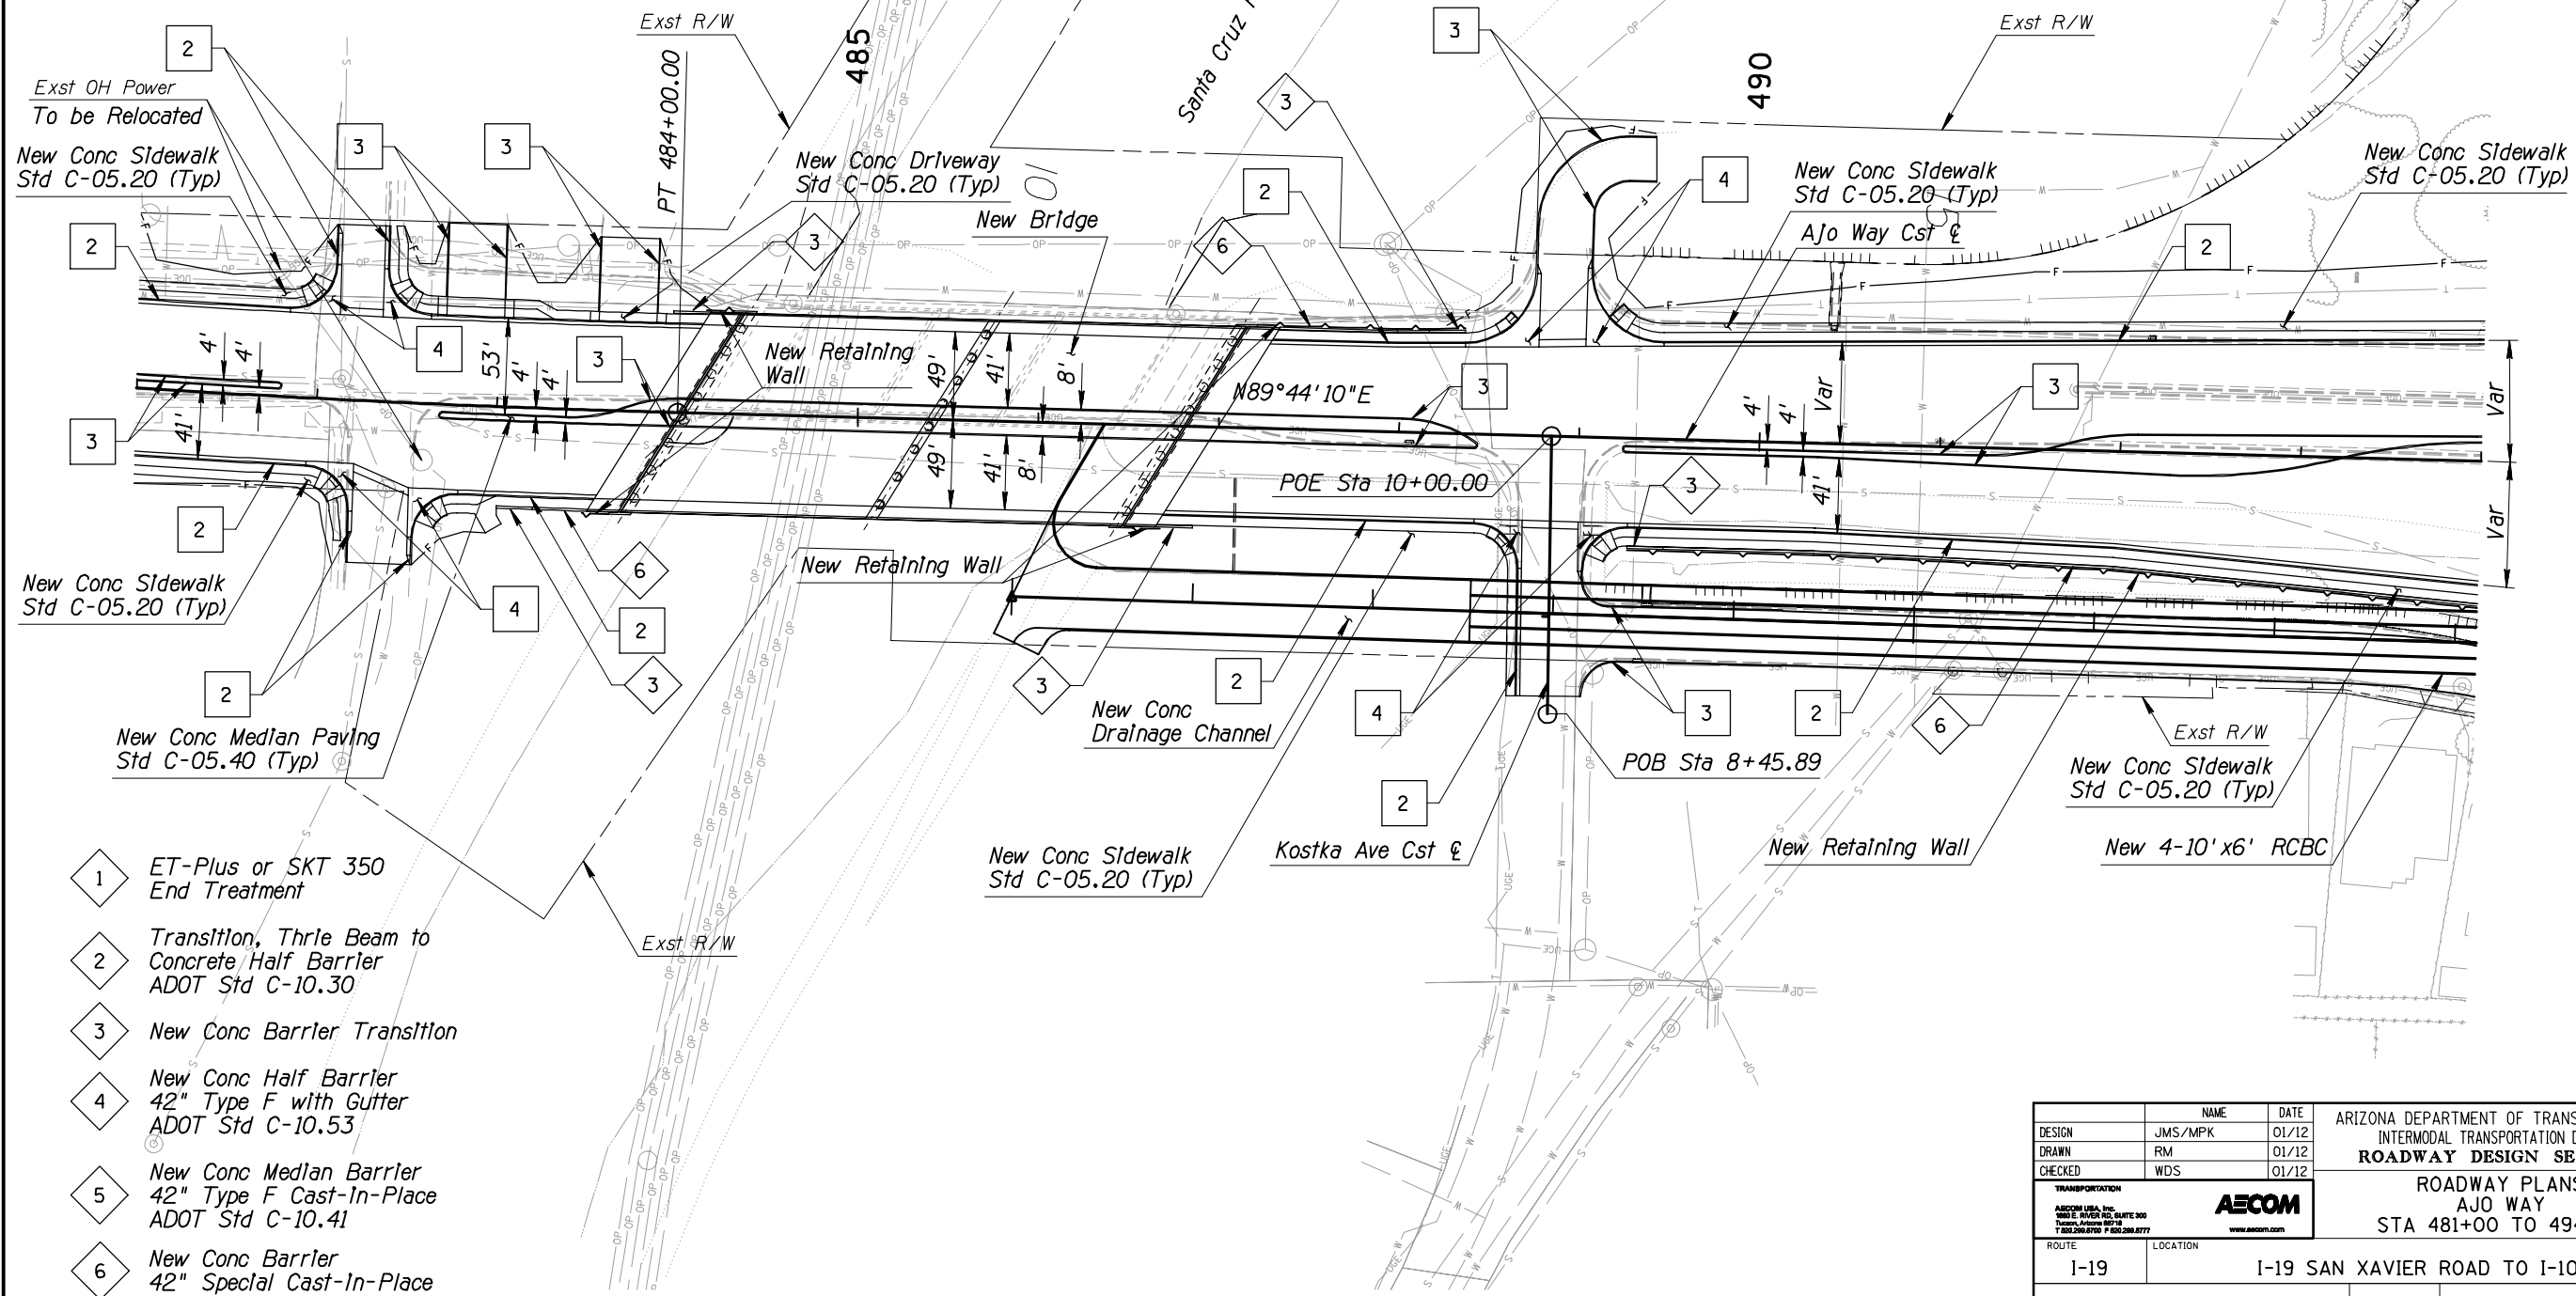 2
Exst R/W
485
Santa Cruz
3
490
Exst R/W
Exst OH Power
To be Relocated
3
3
PT 484+00.00
New Conc Driveway
Std C-05.20 (Typ)
3
4
New Conc Sidewalk
Std C-05.20 (Typ)
New Conc Sidewalk
Std C-05.20 (Typ)
New Conc Sidewalk
Std C-05.20 (Typ)
2
3
New Bridge
2
6
Ajo Way Cst ℄
2
4
3
New Retaining
Wall
4'
4'
53'
4'
4'
49'
41'
8'
N89°44'10"E
3
4'
4'
Var
3
Var
3
41'
49'
41'
8'
POE Sta 10+00.00
3
41'
Var
2
New Conc Sidewalk
Std C-05.20 (Typ)
4
6
2
New Retaining Wall
2
3
3
2
4
3
2
6
New Conc Median Paving
Std C-05.40 (Typ)
New Conc
Drainage Channel
POB Sta 8+45.89
Exst R/W
New Conc Sidewalk
Std C-05.20 (Typ)
2
New Conc Sidewalk
Std C-05.20 (Typ)
Kostka Ave Cst ℄
New Retaining Wall
New 4-10'x6' RCBC
Exst R/W
1
ET-Plus or SKT 350
End Treatment
2
Transition, Thrie Beam to
Concrete Half Barrier
ADOT Std C-10.30
3
New Conc Barrier Transition
4
New Conc Half Barrier
42" Type F with Gutter
ADOT Std C-10.53
5
New Conc Median Barrier
42" Type F Cast-in-Place
ADOT Std C-10.41
6
New Conc Barrier
42" Special Cast-in-Place
NAME DATE
DESIGN JMS/MPK 01/12
DRAWN RM 01/12
CHECKED WDS 01/12
ARIZONA DEPARTMENT OF TRANS
INTERMODAL TRANSPORTATION D
ROADWAY DESIGN SE
TRANSPORTATION
AECOM USA, Inc.
AECOM
www.aecom.com
ROADWAY PLANS
AJO WAY
STA 481+00 TO 494
ROUTE
I-19
LOCATION
I-19 SAN XAVIER ROAD TO I-10